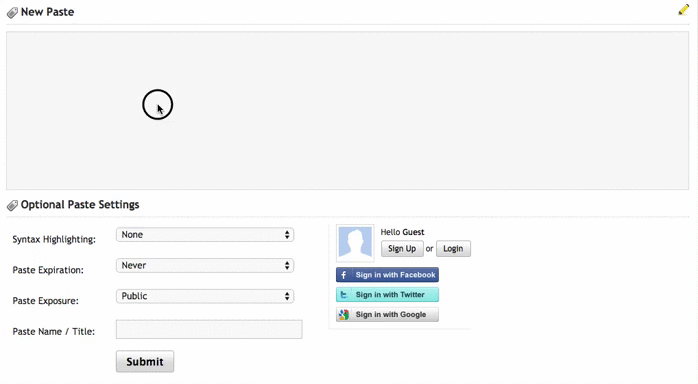 New Paste
Optional Paste Settings
Syntax Highlighting: None
Paste Expiration: Never
Paste Exposure: Public
Paste Name / Title:
Submit
Hello Guest
Sign Up or Login
Sign in with Facebook
Sign in with Twitter
Sign in with Google